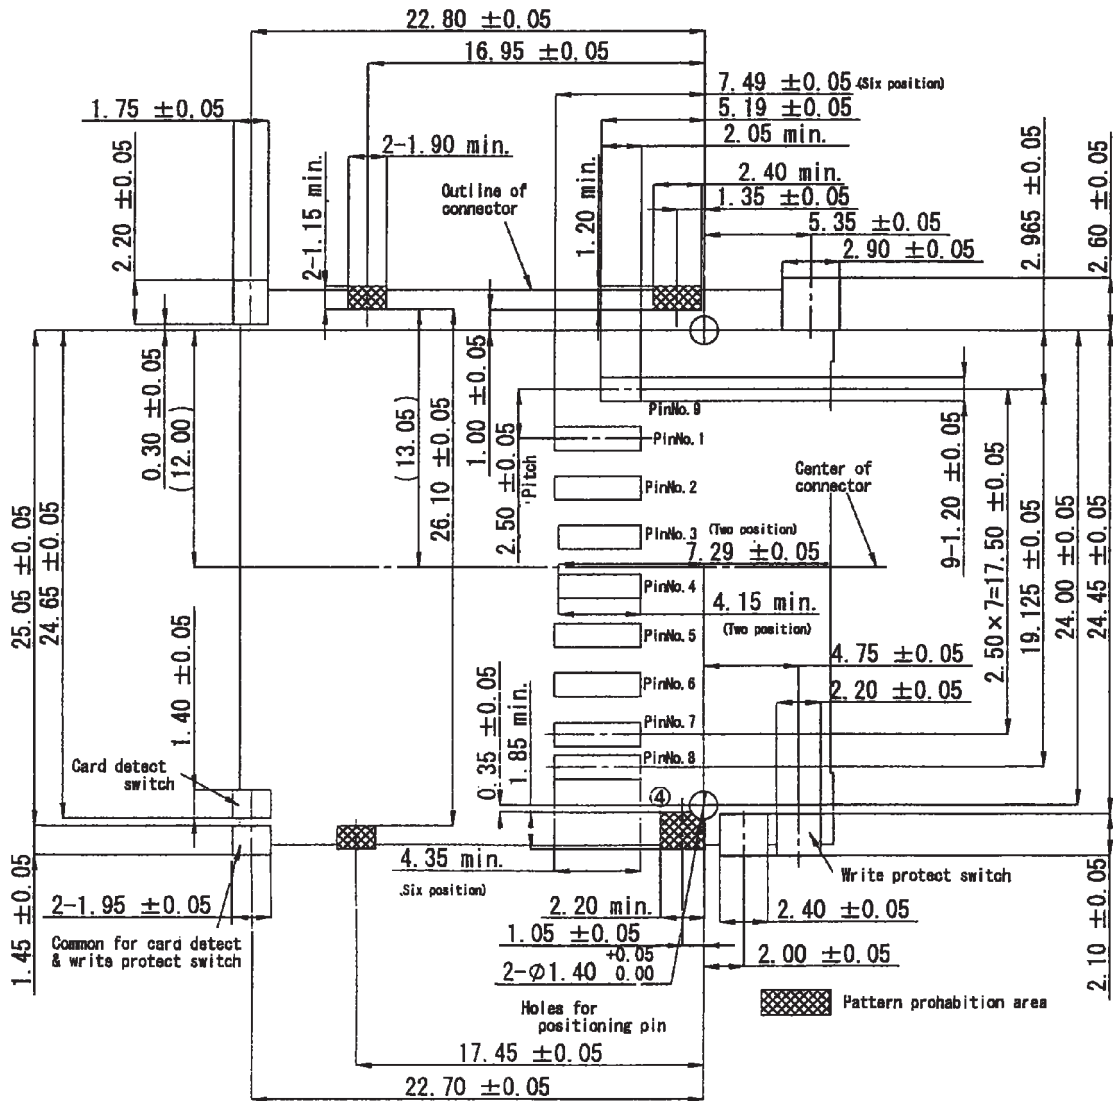 22.80 ±0.05
16.95 ±0.05
7.49 ±0.05 (Six position)
1.75 ±0.05
5.19 ±0.05
2-1.90 min.
2.05 min.
2.20 ±0.05
2-1.15 min.
Outline of
connector
1.20 min.
2.40 min.
1.35 ±0.05
5.35 ±0.05
2.90 ±0.05
2.965 ±0.05
2.60 ±0.05
0.30 ±0.05
(12.00)
(13.05)
26.10 ±0.05
1.00 ±0.05
2.50 ±0.05
Pitch
PinNo.9
PinNo.1
PinNo.2
PinNo.3
(Two position)
7.29 ±0.05
Center of
connector
PinNo.4
4.15 min.
(Two position)
PinNo.5
PinNo.6
PinNo.7
PinNo.8
9-1.20 ±0.05
2.50×7=17.50 ±0.05
19.125 ±0.05
24.00 ±0.05
24.45 ±0.05
25.05 ±0.05
24.65 ±0.05
1.40 ±0.05
4.75 ±0.05
2.20 ±0.05
0.35 ±0.05
1.85 min.
Card detect
switch
④
4.35 min.
Six position)
Write protect switch
1.45 ±0.05
2-1.95 ±0.05
2.20 min.
2.40 ±0.05
2.10 ±0.05
Common for card detect
& write protect switch
1.05 ±0.05
2-Φ1.40 +0.05 0.00
2.00 ±0.05
Holes for
positioning pin
Pattern prohabition area
17.45 ±0.05
22.70 ±0.05